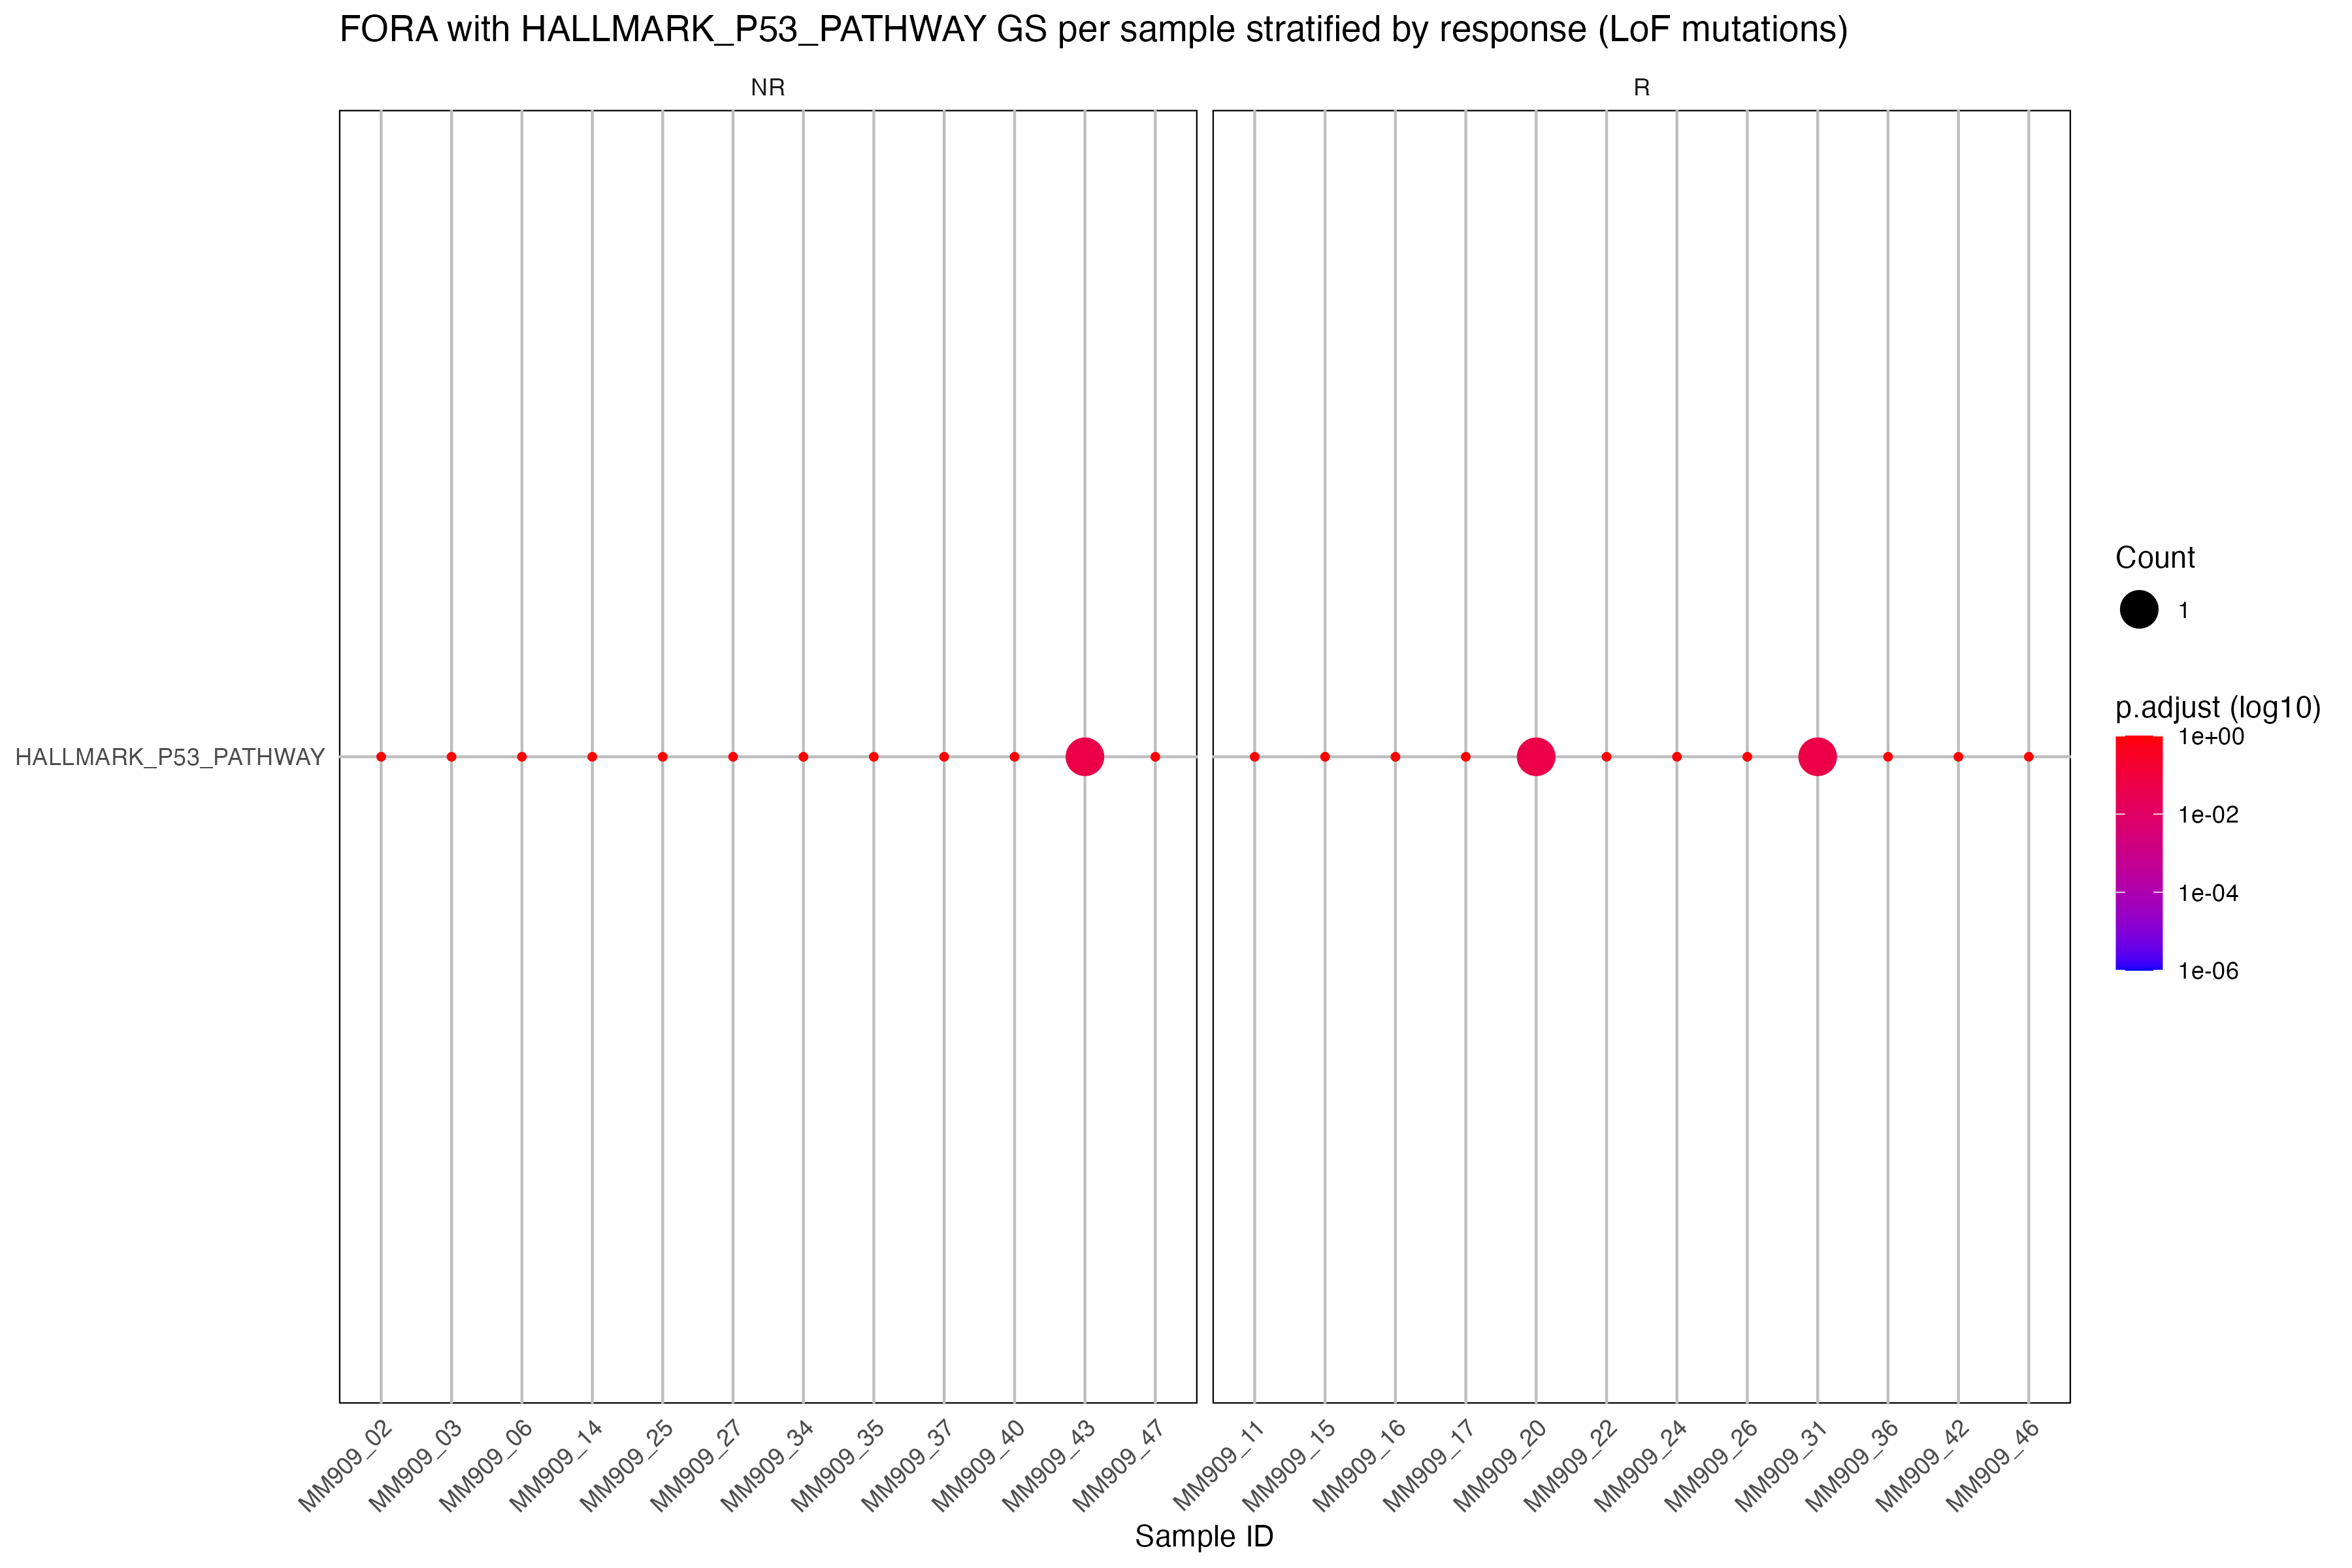 FORA with HALLMARK_P53_PATHWAY GS per sample stratified by response (LoF mutations)
NR
R
HALLMARK_P53_PATHWAY
Count
1
p.adjust (log10)
1e+00
1e-02
1e-04
1e-06
MM909_02
MM909_03
MM909_06
MM909_14
MM909_25
MM909_27
MM909_34
MM909_35
MM909_37
MM909_40
MM909_43
MM909_47
MM909_11
MM909_15
MM909_16
MM909_17
MM909_20
MM909_22
MM909_24
MM909_26
MM909_31
MM909_36
MM909_42
MM909_46
Sample ID